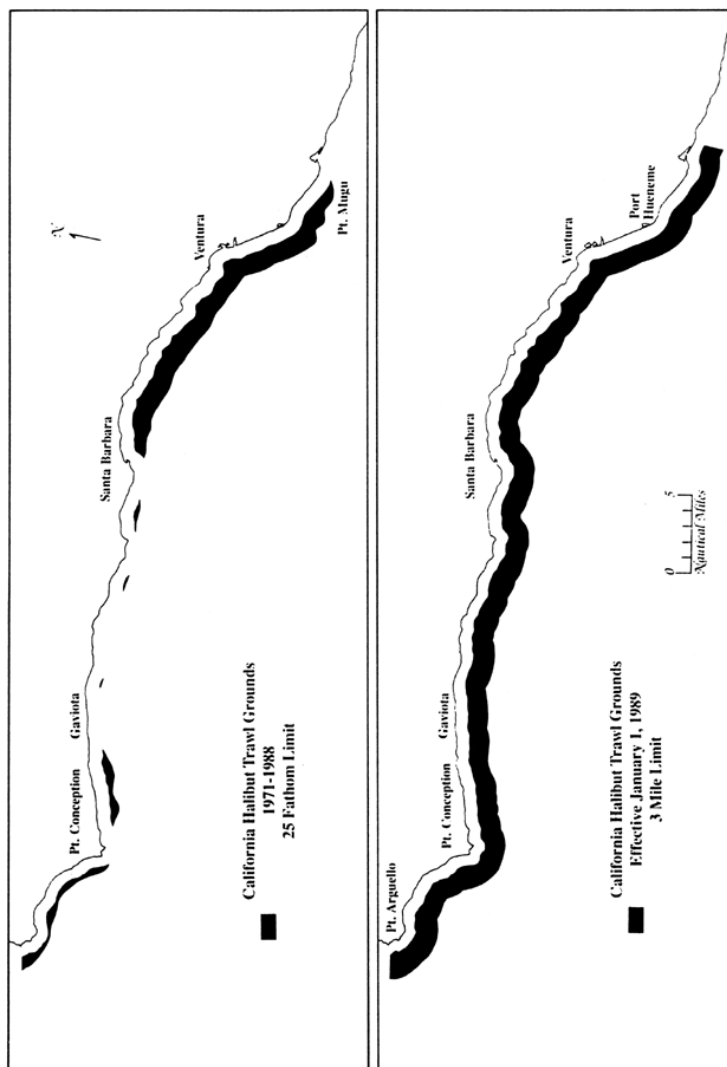 N
Pt. Conception
Gaviota
Santa Barbara
Ventura
Pt. Mugu
California Halibut Trawl Grounds
1971-1988
25 Fathom Limit
Pt. Arguello
Pt. Conception
Gaviota
Santa Barbara
Ventura
Port
Hueneme
California Halibut Trawl Grounds
Effective January 1, 1989
3 Mile Limit
0 5
Nautical Miles